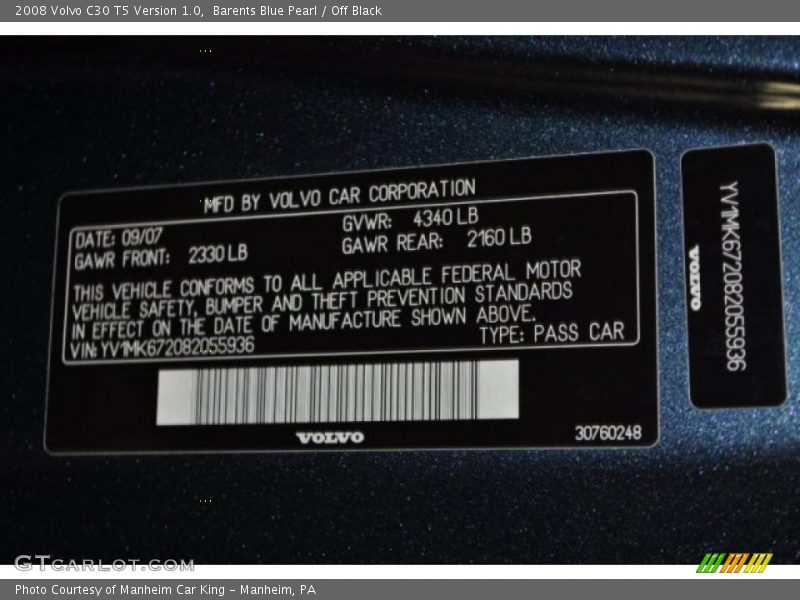 2008 Volvo C30 T5 Version 1.0, Barents Blue Pearl / Off Black
MFD BY VOLVO CAR CORPORATION
DATE: 09/07
GVWR: 4340 LB
GAWR FRONT: 2330 LB
GAWR REAR: 2160 LB
THIS VEHICLE CONFORMS TO ALL APPLICABLE FEDERAL MOTOR
VEHICLE SAFETY, BUMPER AND THEFT PREVENTION STANDARDS
IN EFFECT ON THE DATE OF MANUFACTURE SHOWN ABOVE.
VIN: YV1MK672082055936
TYPE: PASS CAR
VOLVO
30760248
YV1MK672082055936
VOLVO
GTCARLOT.COM
Photo Courtesy of Manheim Car King - Manheim, PA